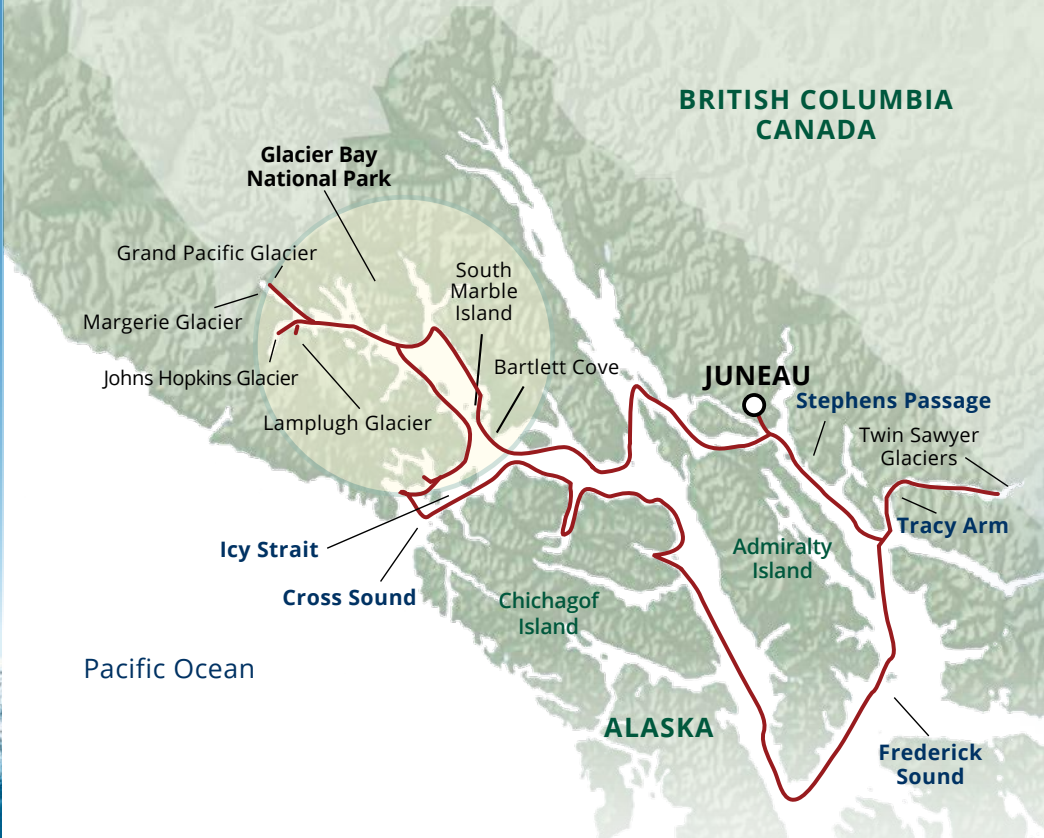 BRITISH COLUMBIA
CANADA
Glacier Bay
National Park
Grand Pacific Glacier
South
Marble
Island
Margerie Glacier
Bartlett Cove
Johns Hopkins Glacier
JUNEAU
Stephens Passage
Lamplugh Glacier
Twin Sawyer
Glaciers
Tracy Arm
Icy Strait
Admiralty
Island
Cross Sound
Chichagof
Island
Pacific Ocean
ALASKA
Frederick
Sound